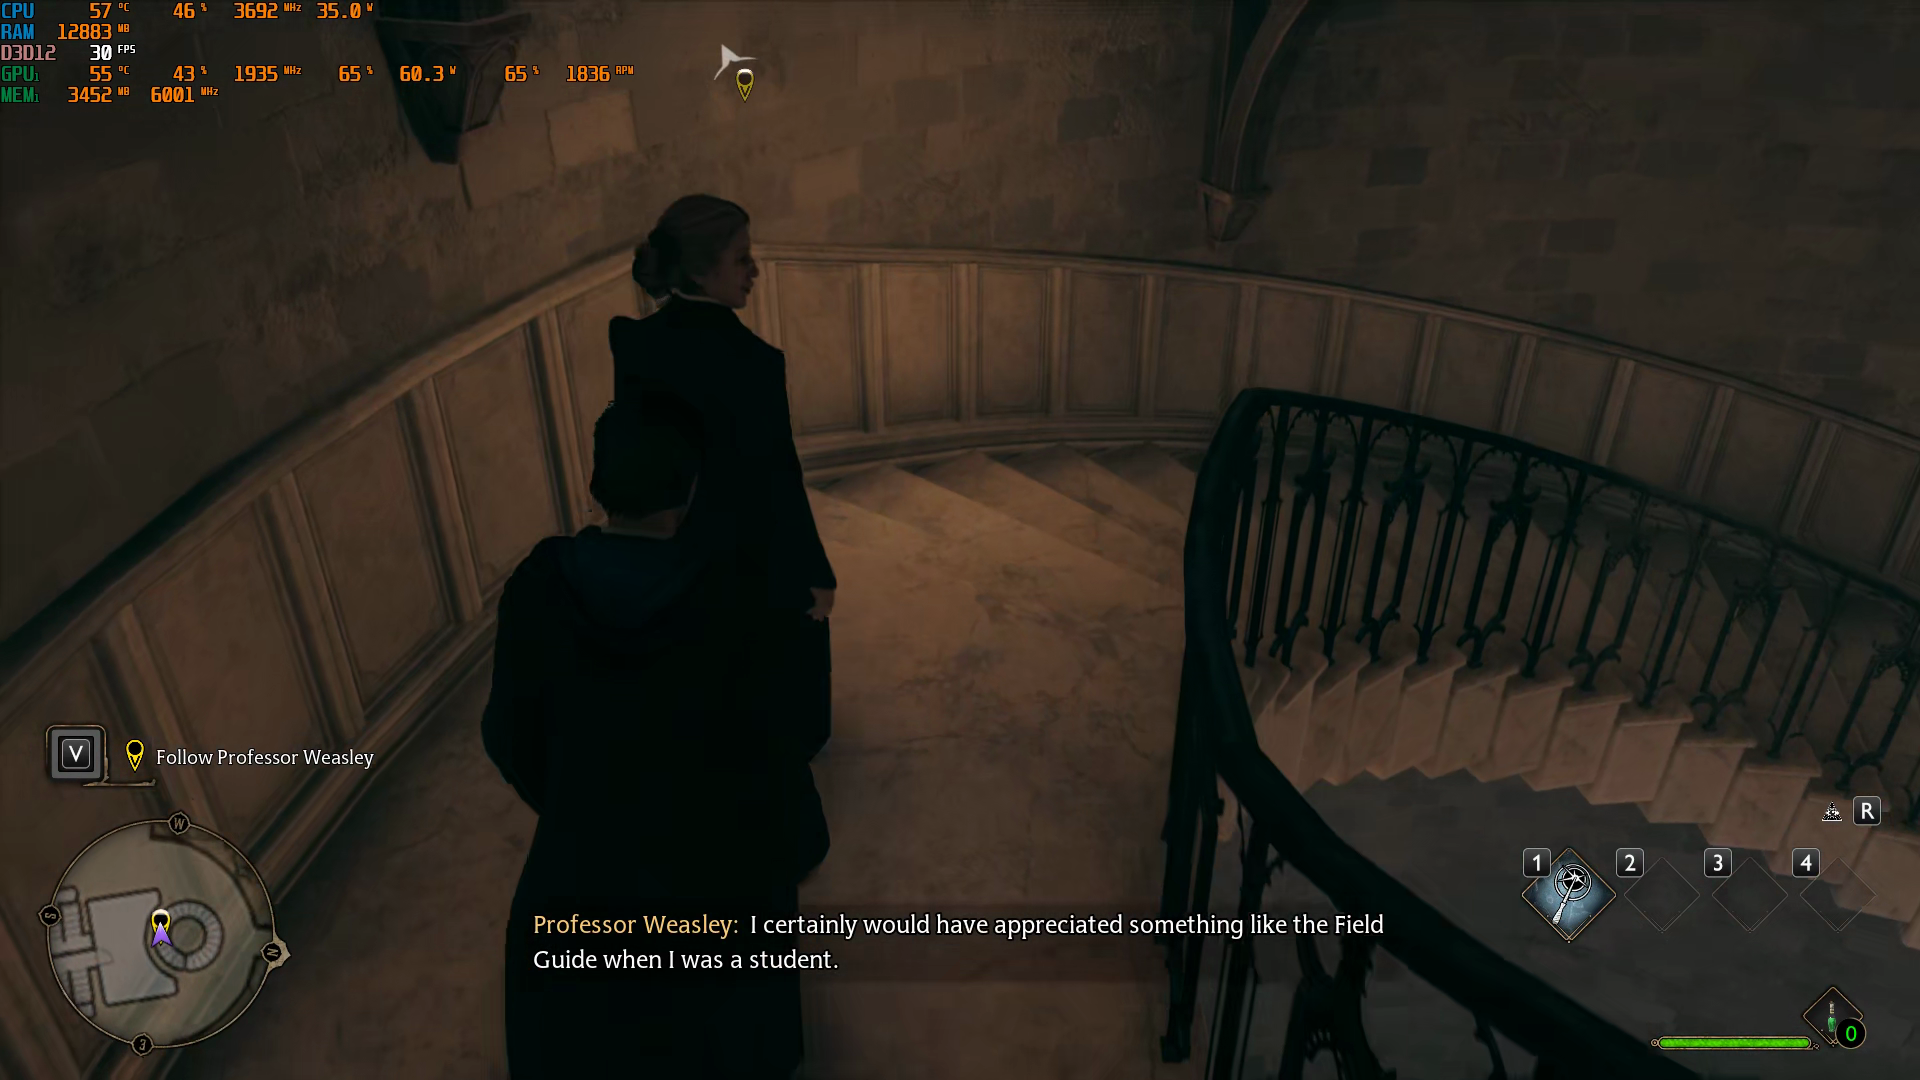 CPU 57 °C 46 % 3692 MHz 35.0 W
RAM 12883 MB
D3D12 30 FPS
GPU1 55 °C 43 % 1935 MHz 65 % 60.3 W 65 % 1836 RPM
MEM1 3452 MB 6001 MHz
V Follow Professor Weasley
W
S
N
3
R
1 2 3 4
Professor Weasley: I certainly would have appreciated something like the Field
Guide when I was a student.
0